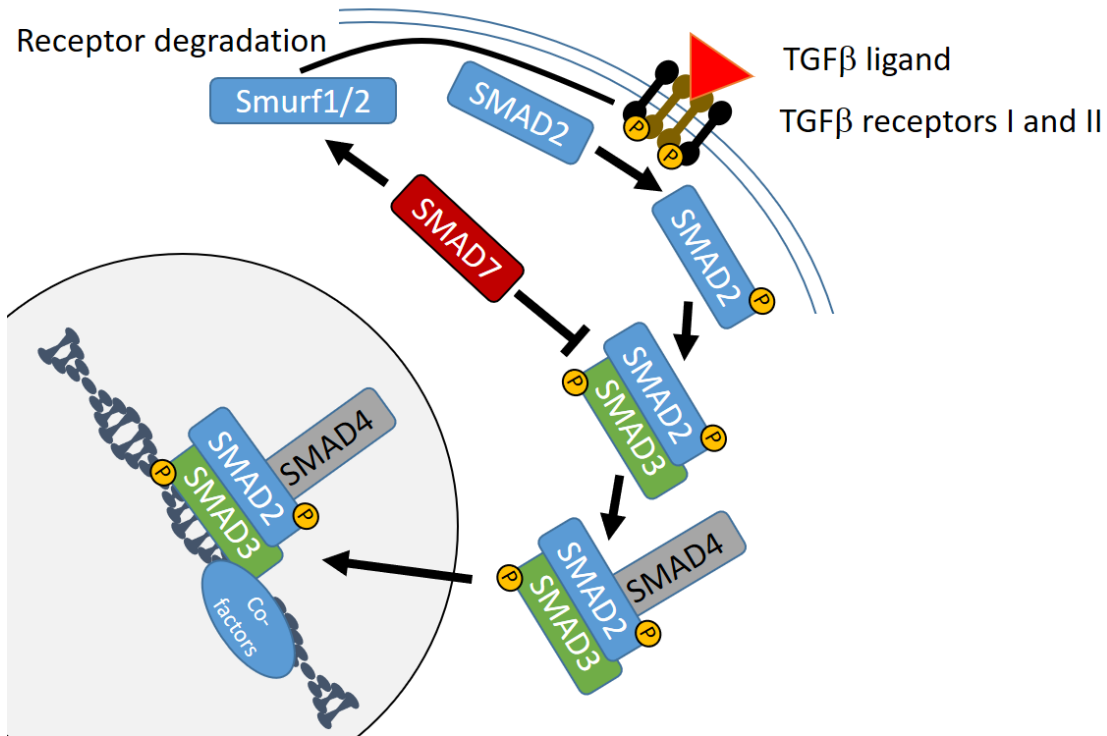 Receptor degradation
TGFβ ligand
TGFβ receptors I and II
Smurf1/2
SMAD2
P
P
SMAD2
P
SMAD7
P
SMAD2
SMAD3
P
SMAD4
P
SMAD2
SMAD3
P
SMAD4
P
SMAD2
SMAD3
P
Co-
factors